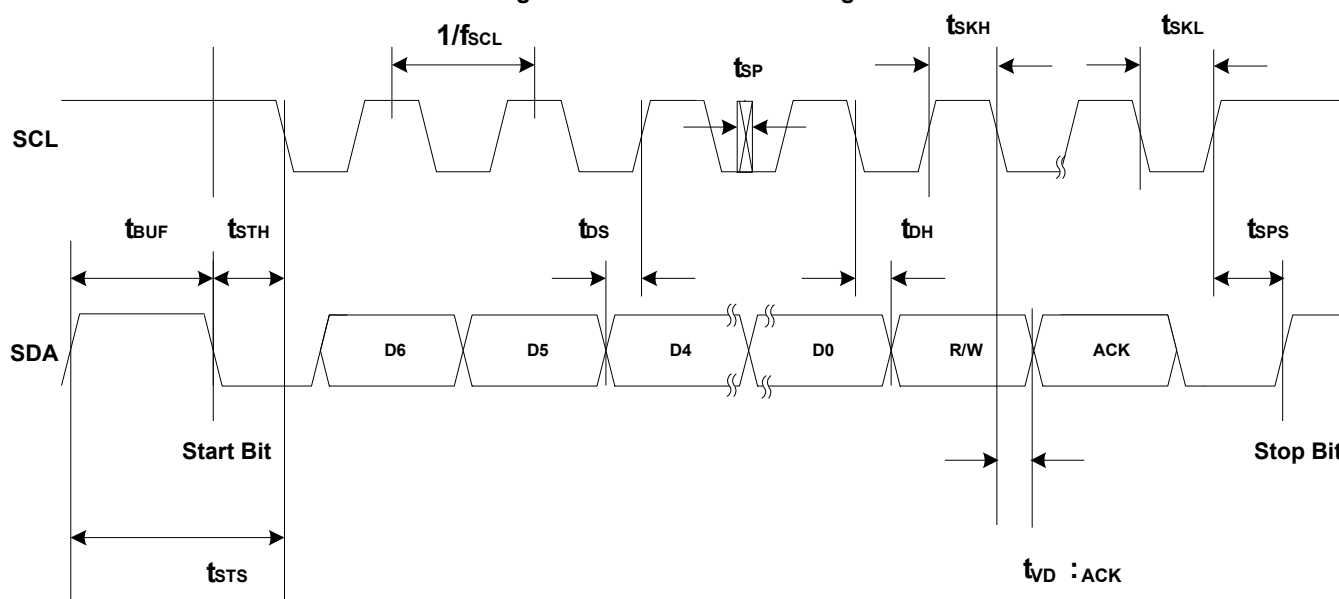 1/fSCL
tSKH
tSKL
tSP
SCL
tBUF
tSTH
tDS
tDH
tSPS
SDA
D6
D5
D4
D0
R/W
ACK
Start Bit
Stop Bit
tSTS
tVD :ACK